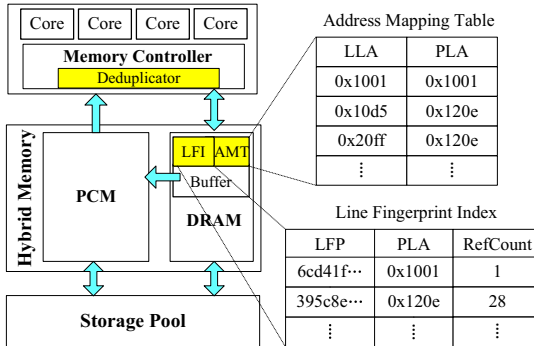 Core Core Core Core
Memory Controller
Deduplicator
Hybrid Memory
PCM
LFI AMT
Buffer
DRAM
Storage Pool
Address Mapping Table
LLA PLA
0x1001 0x1001
0x10d5 0x120e
0x20ff 0x120e
⋮ ⋮
Line Fingerprint Index
LFP PLA RefCount
6cd41f⋯ 0x1001 1
395c8e⋯ 0x120e 28
⋮ ⋮ ⋮